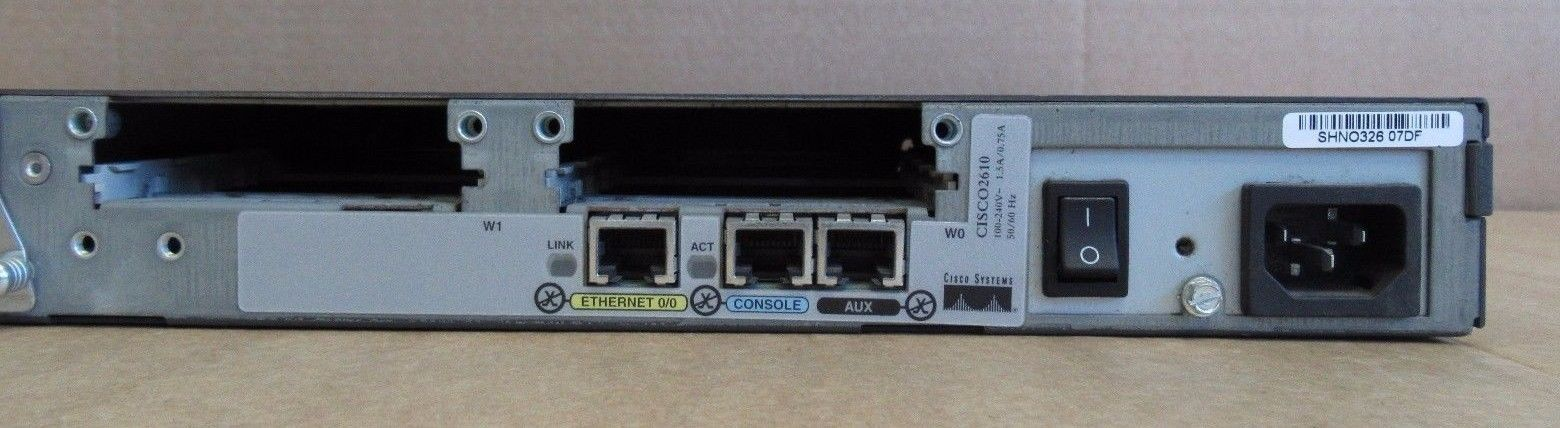 SHNO326 07DF
W1
LINK
ACT
W0
CISCO2610
100-240V~ 1.5A/0.75A
50/60 Hz
ETHERNET 0/0
CONSOLE
AUX
CISCO SYSTEMS
I
O